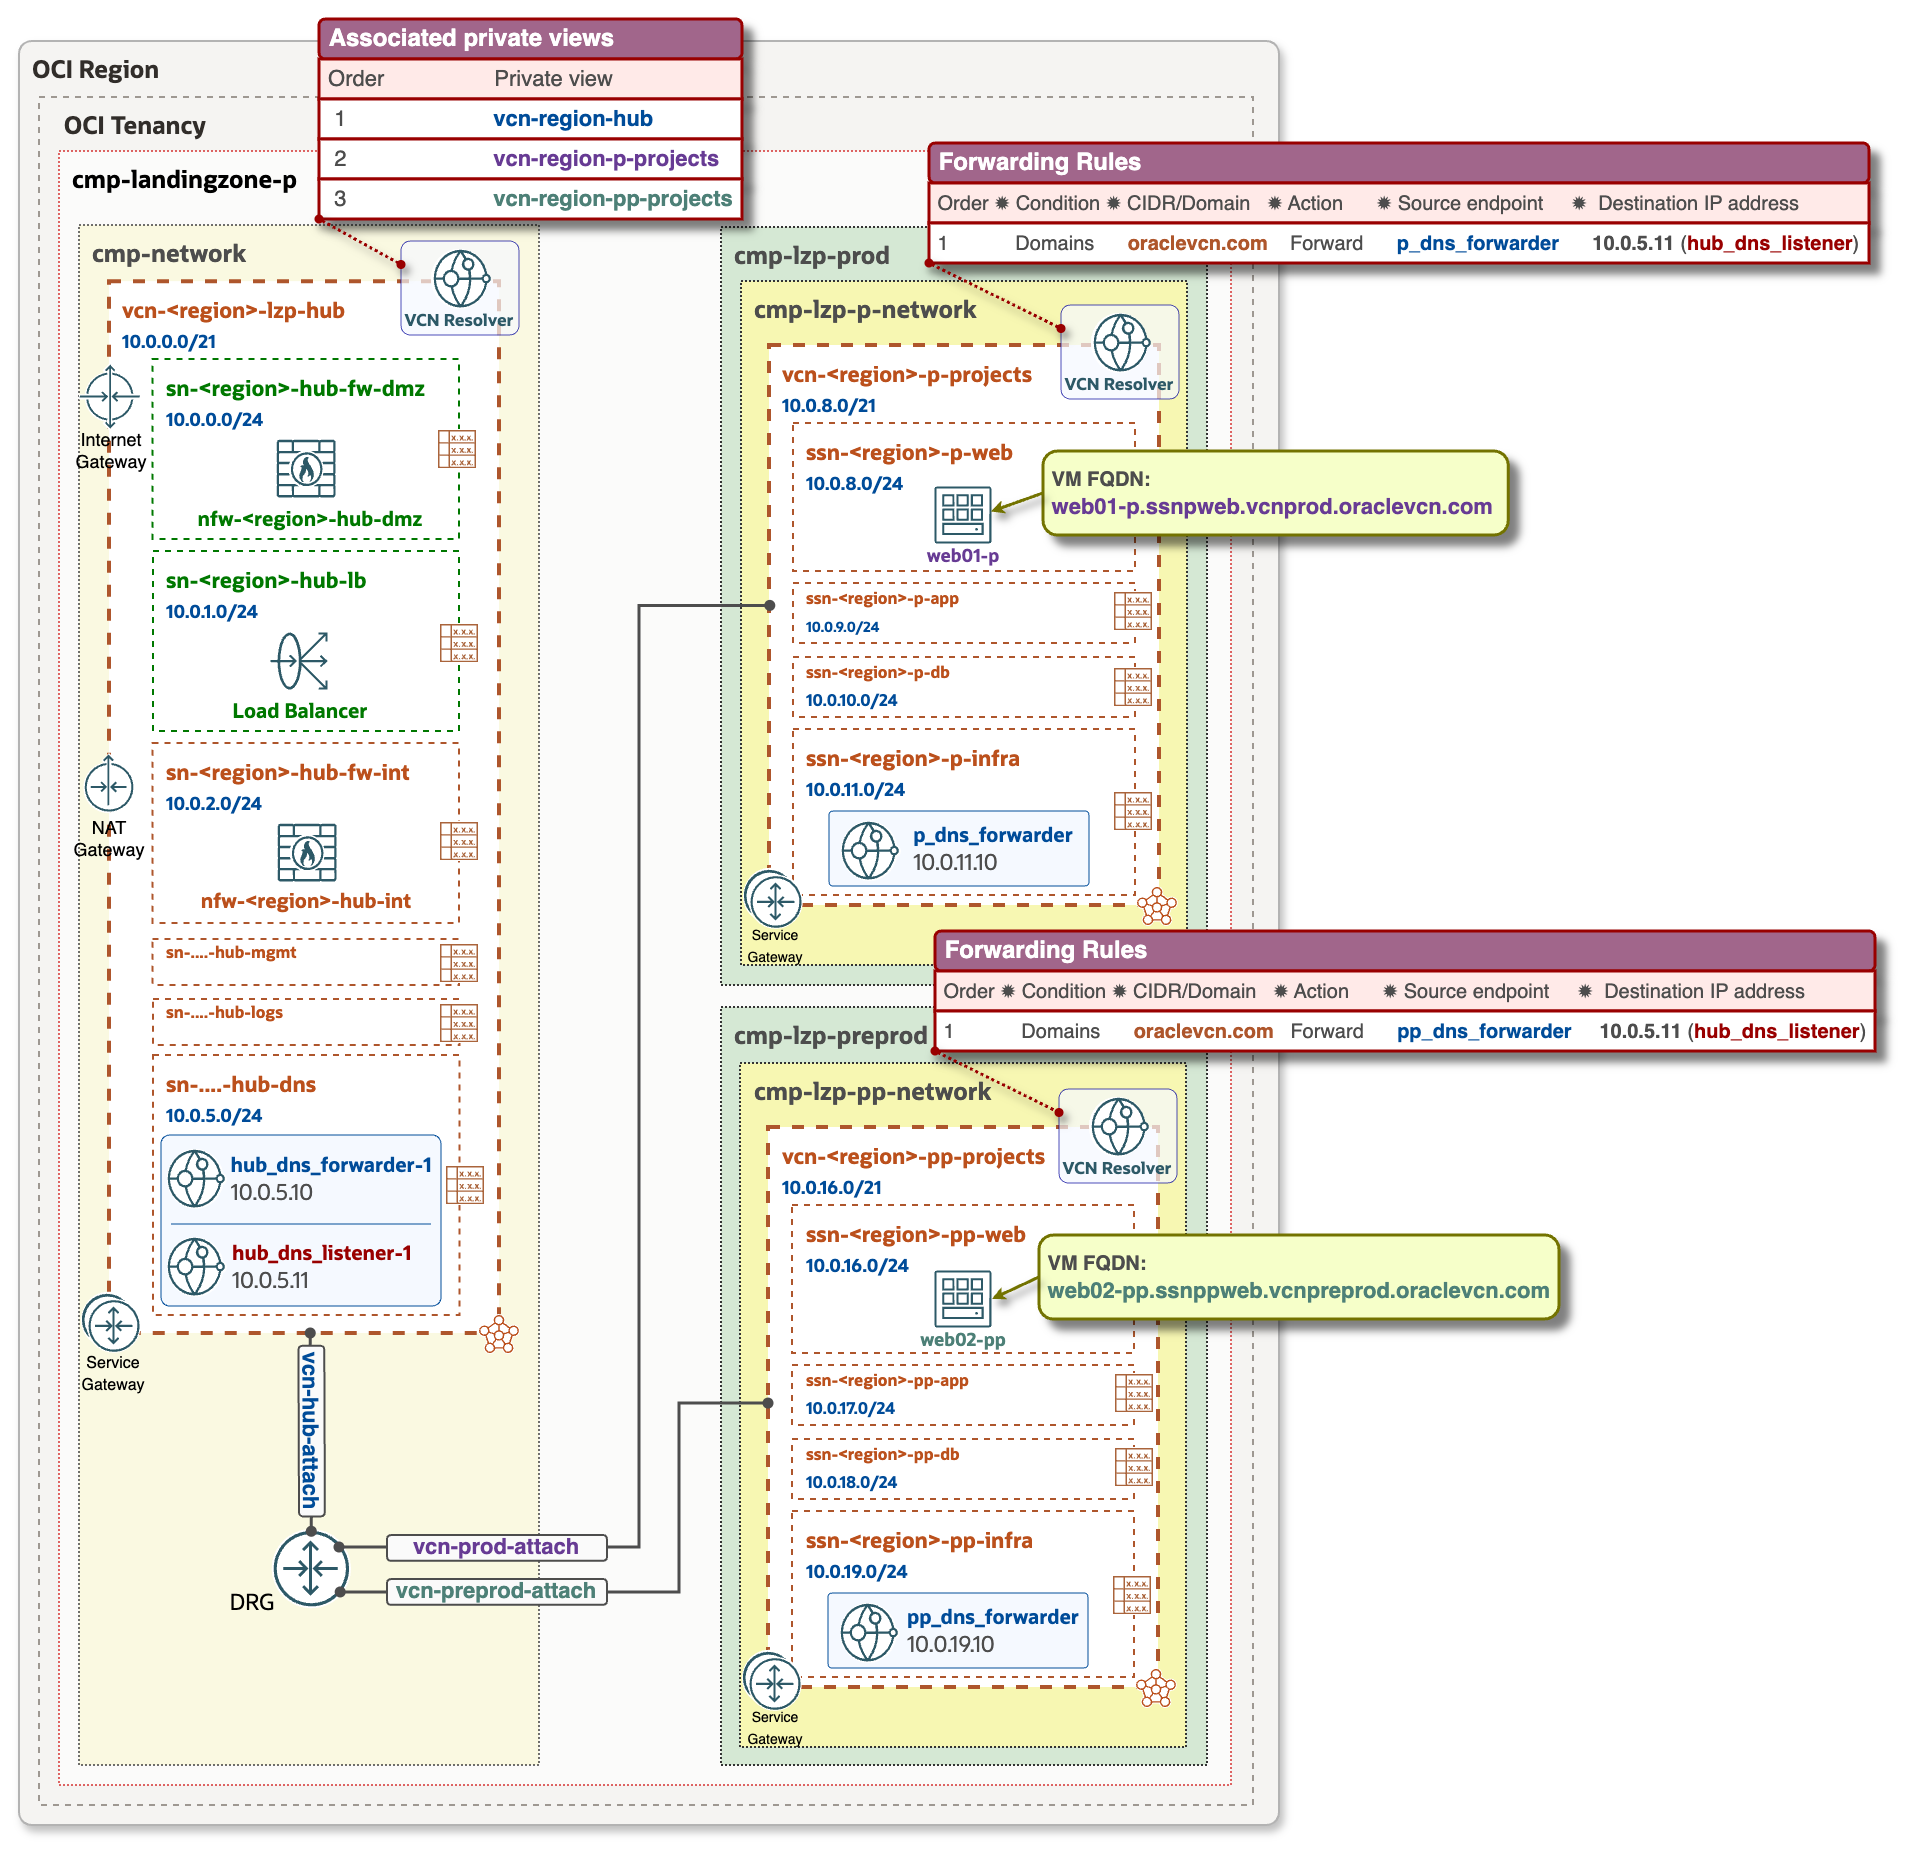 OCI Region
OCI Tenancy
cmp-landingzone-p
Associated private views
Order Private view
1 vcn-region-hub
2 vcn-region-p-projects
3 vcn-region-pp-projects
cmp-network
VCN Resolver
vcn-<region>-lzp-hub
10.0.0.0/21
Internet
Gateway
sn-<region>-hub-fw-dmz
10.0.0.0/24
x.x.x.
x.x.x.
x.x.x.
nfw-<region>-hub-dmz
sn-<region>-hub-lb
10.0.1.0/24
x.x.x.
x.x.x.
x.x.x.
Load Balancer
NAT
Gateway
sn-<region>-hub-fw-int
10.0.2.0/24
x.x.x.
x.x.x.
x.x.x.
nfw-<region>-hub-int
sn-....-hub-mgmt
x.x.x.
x.x.x.
x.x.x.
sn-....-hub-logs
x.x.x.
x.x.x.
x.x.x.
sn-....-hub-dns
10.0.5.0/24
hub_dns_forwarder-1
10.0.5.10
x.x.x.
x.x.x.
x.x.x.
hub_dns_listener-1
10.0.5.11
Service
Gateway
vcn-hub-attach
DRG
vcn-prod-attach
vcn-preprod-attach
Forwarding Rules
Order ✹ Condition ✹ CIDR/Domain ✹ Action ✹ Source endpoint ✹ Destination IP address
1 Domains oraclevcn.com Forward p_dns_forwarder 10.0.5.11 (hub_dns_listener)
cmp-lzp-prod
cmp-lzp-p-network
VCN Resolver
vcn-<region>-p-projects
10.0.8.0/21
ssn-<region>-p-web
10.0.8.0/24
web01-p
VM FQDN:
web01-p.ssnpweb.vcnprod.oraclevcn.com
ssn-<region>-p-app
10.0.9.0/24
x.x.x.
x.x.x.
x.x.x.
ssn-<region>-p-db
10.0.10.0/24
x.x.x.
x.x.x.
x.x.x.
ssn-<region>-p-infra
10.0.11.0/24
x.x.x.
x.x.x.
x.x.x.
p_dns_forwarder
10.0.11.10
Service
Gateway
Forwarding Rules
Order ✹ Condition ✹ CIDR/Domain ✹ Action ✹ Source endpoint ✹ Destination IP address
1 Domains oraclevcn.com Forward pp_dns_forwarder 10.0.5.11 (hub_dns_listener)
cmp-lzp-preprod
cmp-lzp-pp-network
VCN Resolver
vcn-<region>-pp-projects
10.0.16.0/21
ssn-<region>-pp-web
10.0.16.0/24
web02-pp
VM FQDN:
web02-pp.ssnppweb.vcnpreprod.oraclevcn.com
ssn-<region>-pp-app
10.0.17.0/24
x.x.x.
x.x.x.
x.x.x.
ssn-<region>-pp-db
10.0.18.0/24
x.x.x.
x.x.x.
x.x.x.
ssn-<region>-pp-infra
10.0.19.0/24
x.x.x.
x.x.x.
x.x.x.
pp_dns_forwarder
10.0.19.10
Service
Gateway